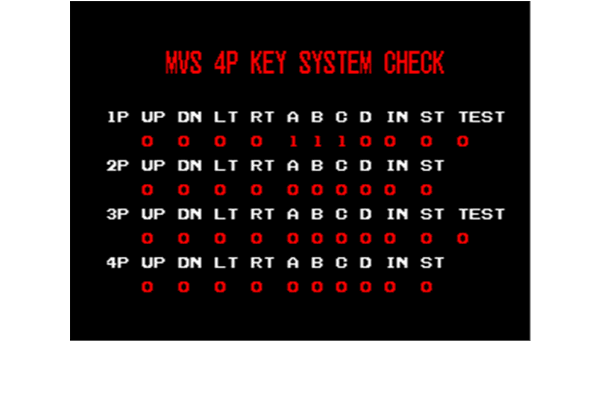 MVS 4P KEY SYSTEM CHECK
1P UP DN LT RT A B C D IN ST TEST
0 0 0 0 1 1 1 0 0 0 0
2P UP DN LT RT A B C D IN ST
0 0 0 0 0 0 0 0 0 0
3P UP DN LT RT A B C D IN ST TEST
0 0 0 0 0 0 0 0 0 0 0
4P UP DN LT RT A B C D IN ST
0 0 0 0 0 0 0 0 0 0